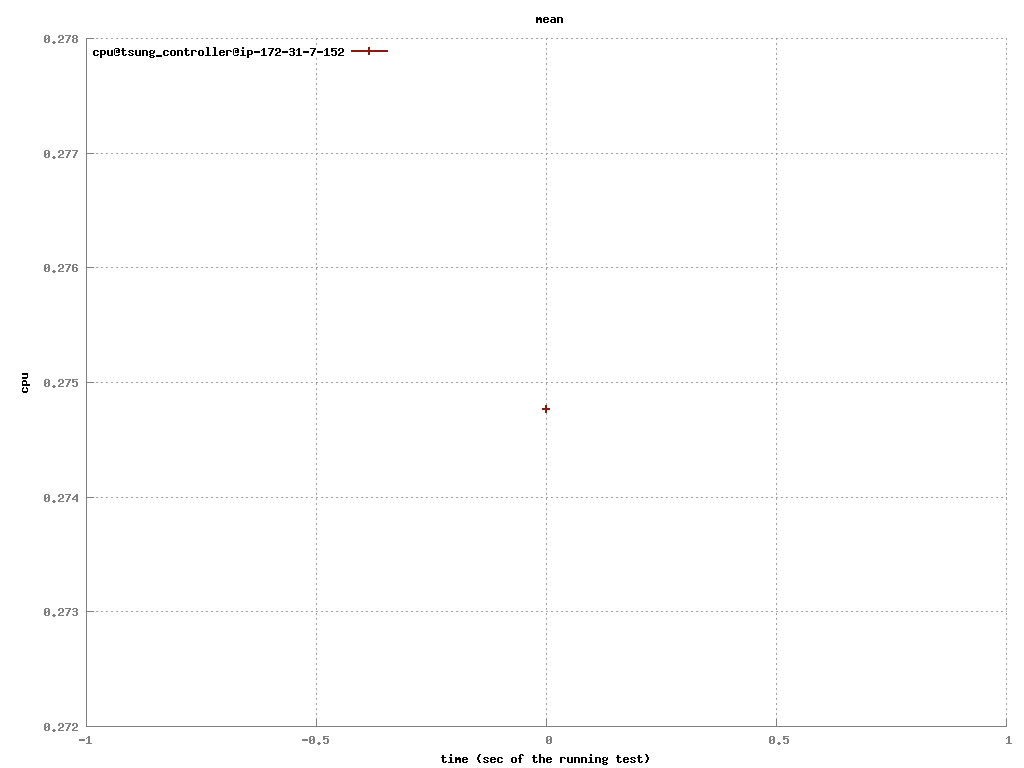 mean
0.278
cpu@tsung_controller@ip-172-31-7-152
0.277
0.276
0.275
cpu
0.274
0.273
0.272
-1 -0.5 0 0.5 1
time (sec of the running test)